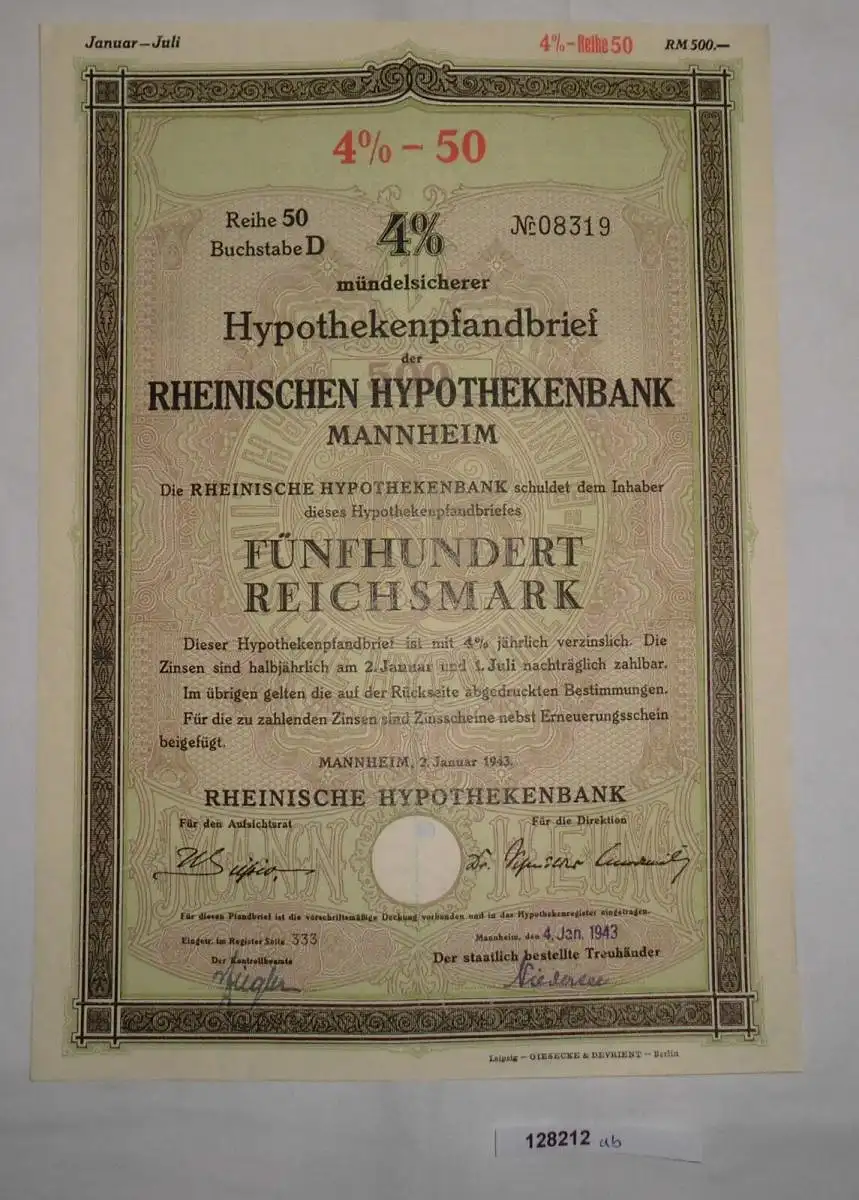 Januar—Juli 4%-Reihe 50 RM 500.—
4% – 50
Reihe 50 4% № 08319
Buchstabe D
mündelsicherer
Hypothekenpfandbrief
der
RHEINISCHEN HYPOTHEKENBANK
MANNHEIM
Die RHEINISCHE HYPOTHEKENBANK schuldet dem Inhaber
dieses Hypothekenpfandbriefes
FÜNFHUNDERT
REICHSMARK
Dieser Hypothekenpfandbrief ist mit 4% jährlich verzinslich. Die
Zinsen sind halbjährlich am 2. Januar und 1. Juli nachträglich zahlbar.
Im übrigen gelten die auf der Rückseite abgedruckten Bestimmungen.
Für die zu zahlenden Zinsen sind Zinsscheine nebst Erneuerungsschein
beigefügt.
MANNHEIM, 2. Januar 1943.
RHEINISCHE HYPOTHEKENBANK
Für den Aufsichtsrat Für die Direktion
Dr.
Für diesen Pfandbrief ist die vorschriftsmäßige Deckung vorhanden und in das Hypothekenregister eingetragen.
Eingetr. im Register Seite 333 Mannheim, den 4. Jan. 1943
Der Kontrollbeamte Der staatlich bestellte Treuhänder
Ziegler Niedersee
Leipzig — GIESECKE & DEVRIENT — Berlin
128212 ab